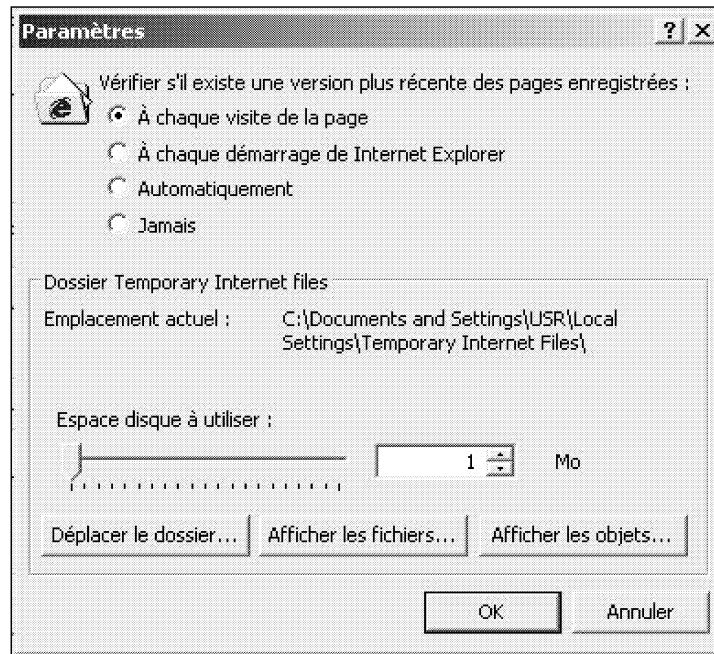 Paramètres
Vérifier s'il existe une version plus récente des pages enregistrées :
À chaque visite de la page
À chaque démarrage de Internet Explorer
Automatiquement
Jamais
Dossier Temporary Internet files
Emplacement actuel : C:\Documents and Settings\USR\Local
Settings\Temporary Internet Files\
Espace disque à utiliser :
1 Mo
Déplacer le dossier... Afficher les fichiers... Afficher les objets...
OK Annuler